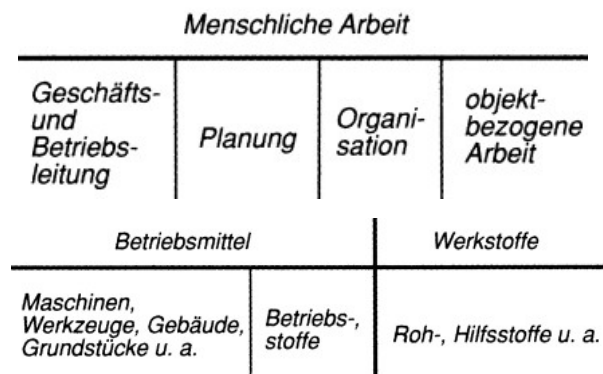 Menschliche Arbeit
Geschäfts-
und
Betriebs-
leitung
Planung
Organi-
sation
objekt-
bezogene
Arbeit
Betriebsmittel
Werkstoffe
Maschinen,
Werkzeuge, Gebäude,
Grundstücke u. a.
Betriebs-,
stoffe
Roh-, Hilfsstoffe u. a.